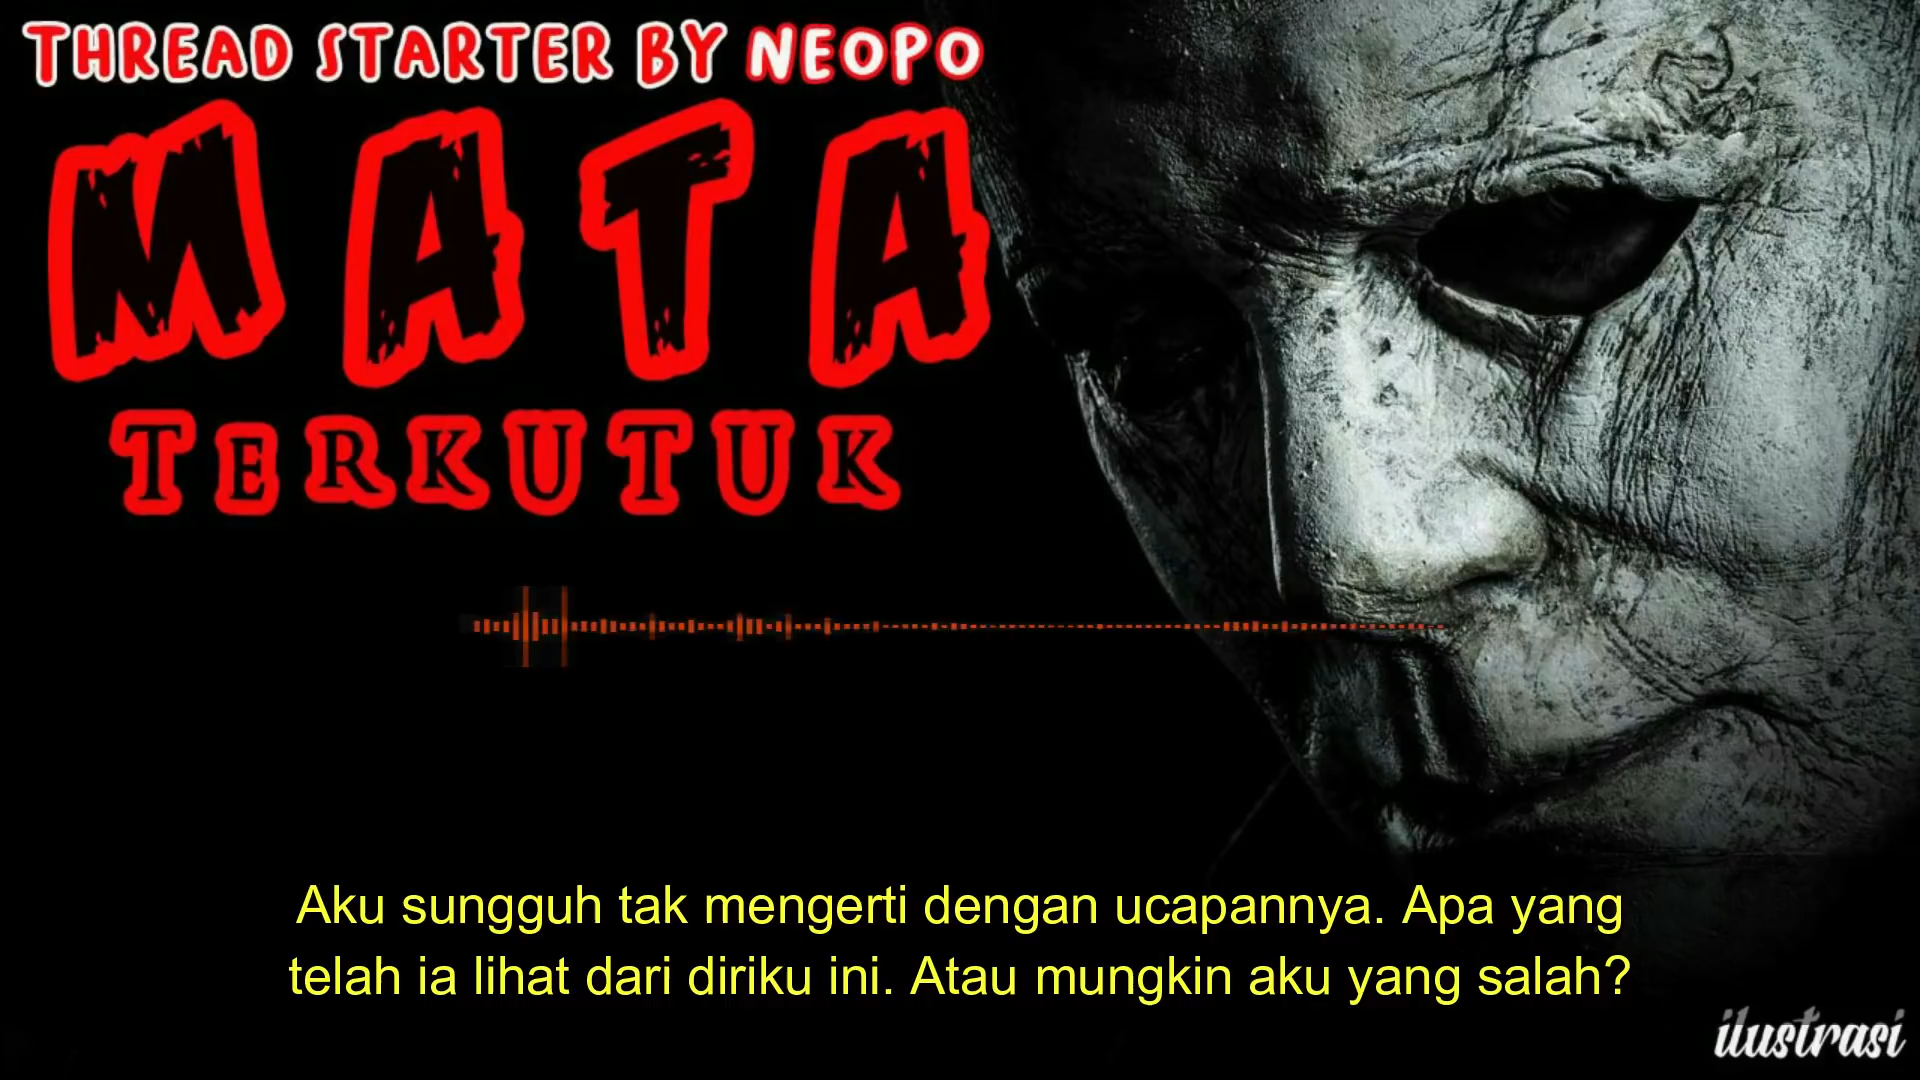 THREAD STARTER BY NEOPO
MATA
TERKUTUK
Aku sungguh tak mengerti dengan ucapannya. Apa yang
telah ia lihat dari diriku ini. Atau mungkin aku yang salah?
ilustrasi